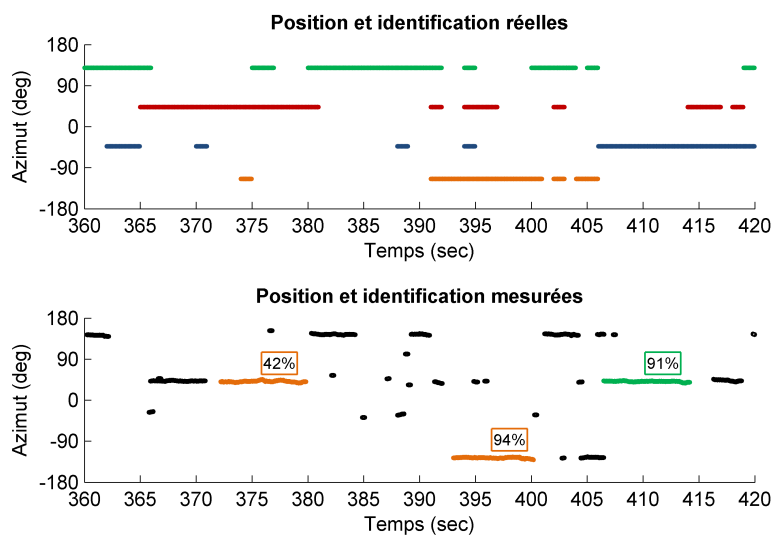 Position et identification réelles
180
90
0
-90
-180
Azimut (deg)
360 365 370 375 380 385 390 395 400 405 410 415 420
Temps (sec)
Position et identification mesurées
180
90
0
-90
-180
Azimut (deg)
42%
91%
94%
360 365 370 375 380 385 390 395 400 405 410 415 420
Temps (sec)